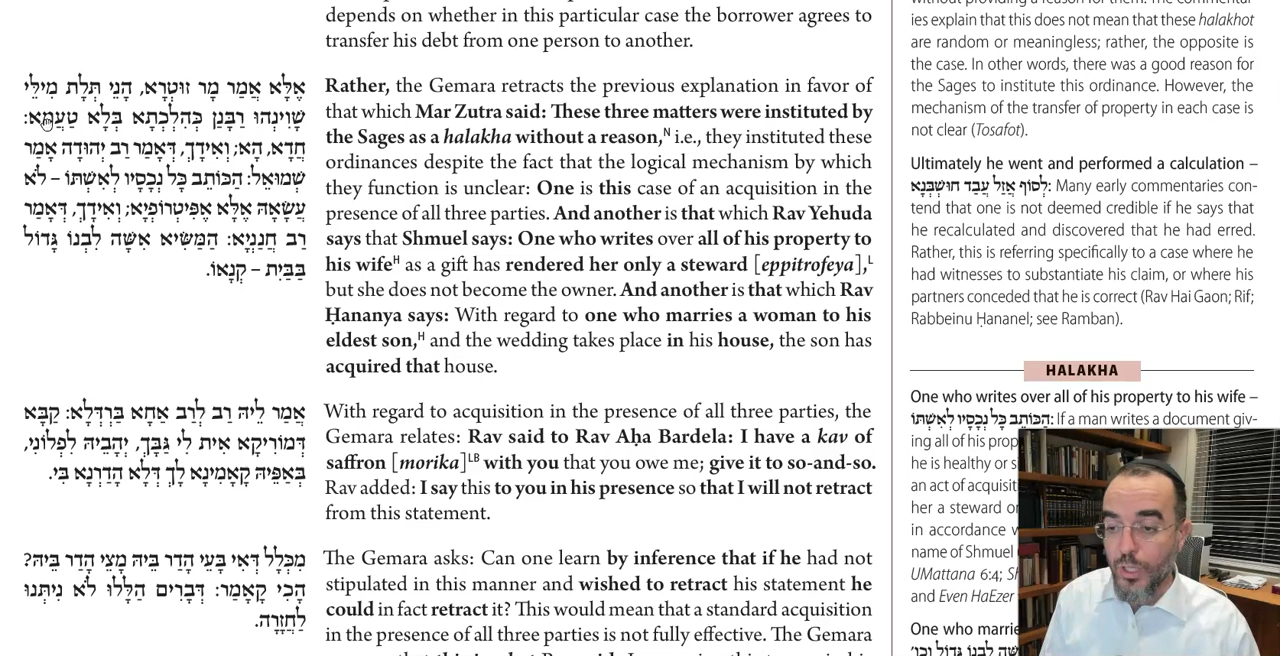 depends on whether in this particular case the borrower agrees to
transfer his debt from one person to another.
אֶלָּא אֲמַר מָר זוּטְרָא, הָנֵי תְּלָת מִילֵּי
שַׁוִּינְהוּ רַבָּנַן כְּהִלְכְתָא בְּלָא טַעְמָא:
חֲדָא, הָא; וְאִידָךְ, דְּאָמַר רַב יְהוּדָה אָמַר
שְׁמוּאֵל: הַכּוֹתֵב כָּל נְכָסָיו לְאִשְׁתּוֹ – לֹא
עֲשָׂאָהּ אֶלָּא אַפִּיטְרוֹפְּיָא; וְאִידָךְ, דְּאָמַר
רַב חֲנַנְיָא: הַמַּשִּׂיא אִשָּׁה לִבְנוֹ גָּדוֹל
בַּבַּיִת – קְנָאוֹ.
Rather, the Gemara retracts the previous explanation in favor of
that which Mar Zutra said: These three matters were instituted by
the Sages as a halakha without a reason,ᴺ i.e., they instituted these
ordinances despite the fact that the logical mechanism by which
they function is unclear: One is this case of an acquisition in the
presence of all three parties. And another is that which Rav Yehuda
says that Shmuel says: One who writes over all of his property to
his wifeᴴ as a gift has rendered her only a steward [eppitrofeya],ᴸ
but she does not become the owner. And another is that which Rav
Ḥananya says: With regard to one who marries a woman to his
eldest son,ᴴ and the wedding takes place in his house, the son has
acquired that house.
אֲמַר לֵיהּ רַב לְרַב אַחָא בַּרְדְּלָא: קַבָּא
דְּמוֹרִיקָא אִית לִי גַּבָּךְ, יְהָבֵיהּ לִפְלוֹנִי,
בְּאַפֵּיהּ קָאָמֵינָא לָךְ דְּלָא הָדַרְנָא בִּי.
With regard to acquisition in the presence of all three parties, the
Gemara relates: Rav said to Rav Aḥa Bardela: I have a kav of
saffron [morika]ᴸᴮ with you that you owe me; give it to so-and-so.
Rav added: I say this to you in his presence so that I will not retract
from this statement.
מִכְּלָל דְּאִי בָּעֵי הָדַר בֵּיהּ מָצֵי הָדַר בֵּיהּ?
הָכִי קָאָמַר: דְּבָרִים הַלָּלוּ לֹא נִיתְּנוּ
לַחֲזָרָה.
The Gemara asks: Can one learn by inference that if he had not
stipulated in this manner and wished to retract his statement he
could in fact retract it? This would mean that a standard acquisition
in the presence of all three parties is not fully effective. The Gemara
ies explain that this does not mean that these halakhot
are random or meaningless; rather, the opposite is
the case. In other words, there was a good reason for
the Sages to institute this ordinance. However, the
mechanism of the transfer of property in each case is
not clear (Tosafot).
Ultimately he went and performed a calculation –
לְסוֹף אֲזַל עֲבַד חוּשְׁבְּנָא: Many early commentaries con-
tend that one is not deemed credible if he says that
he recalculated and discovered that he had erred.
Rather, this is referring specifically to a case where he
had witnesses to substantiate his claim, or where his
partners conceded that he is correct (Rav Hai Gaon; Rif;
Rabbeinu Ḥananel; see Ramban).
HALAKHA
One who writes over all of his property to his wife –
הַכּוֹתֵב כָּל נְכָסָיו לְאִשְׁתּוֹ: If a man writes a document giv-
ing all of his prop
he is healthy or s
an act of acquisit
her a steward or
in accordance w
name of Shmuel
UMattana 6:4; Sh
and Even HaEzer
One who marrie